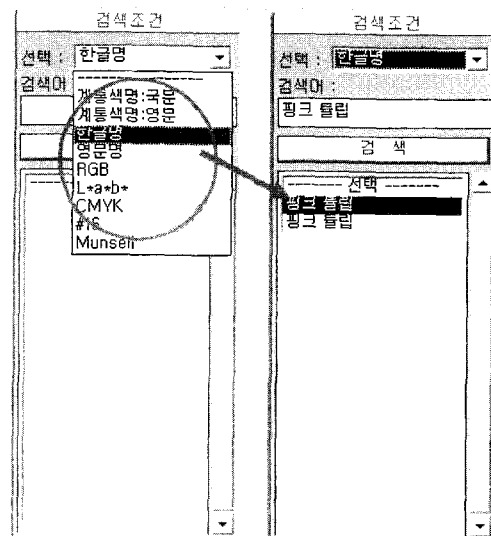 검색조건
선택 : 한글명
검색어
--------------------
계통색명:국문
계통색명:영문
한글명
영문명
RGB
L*a*b*
CMYK
#16
Munsell
검색조건
선택 : 한글명
검색어 :
핑크 튤립
검 색
------- 선택 -------
핑크 튤립
핑크 튤립